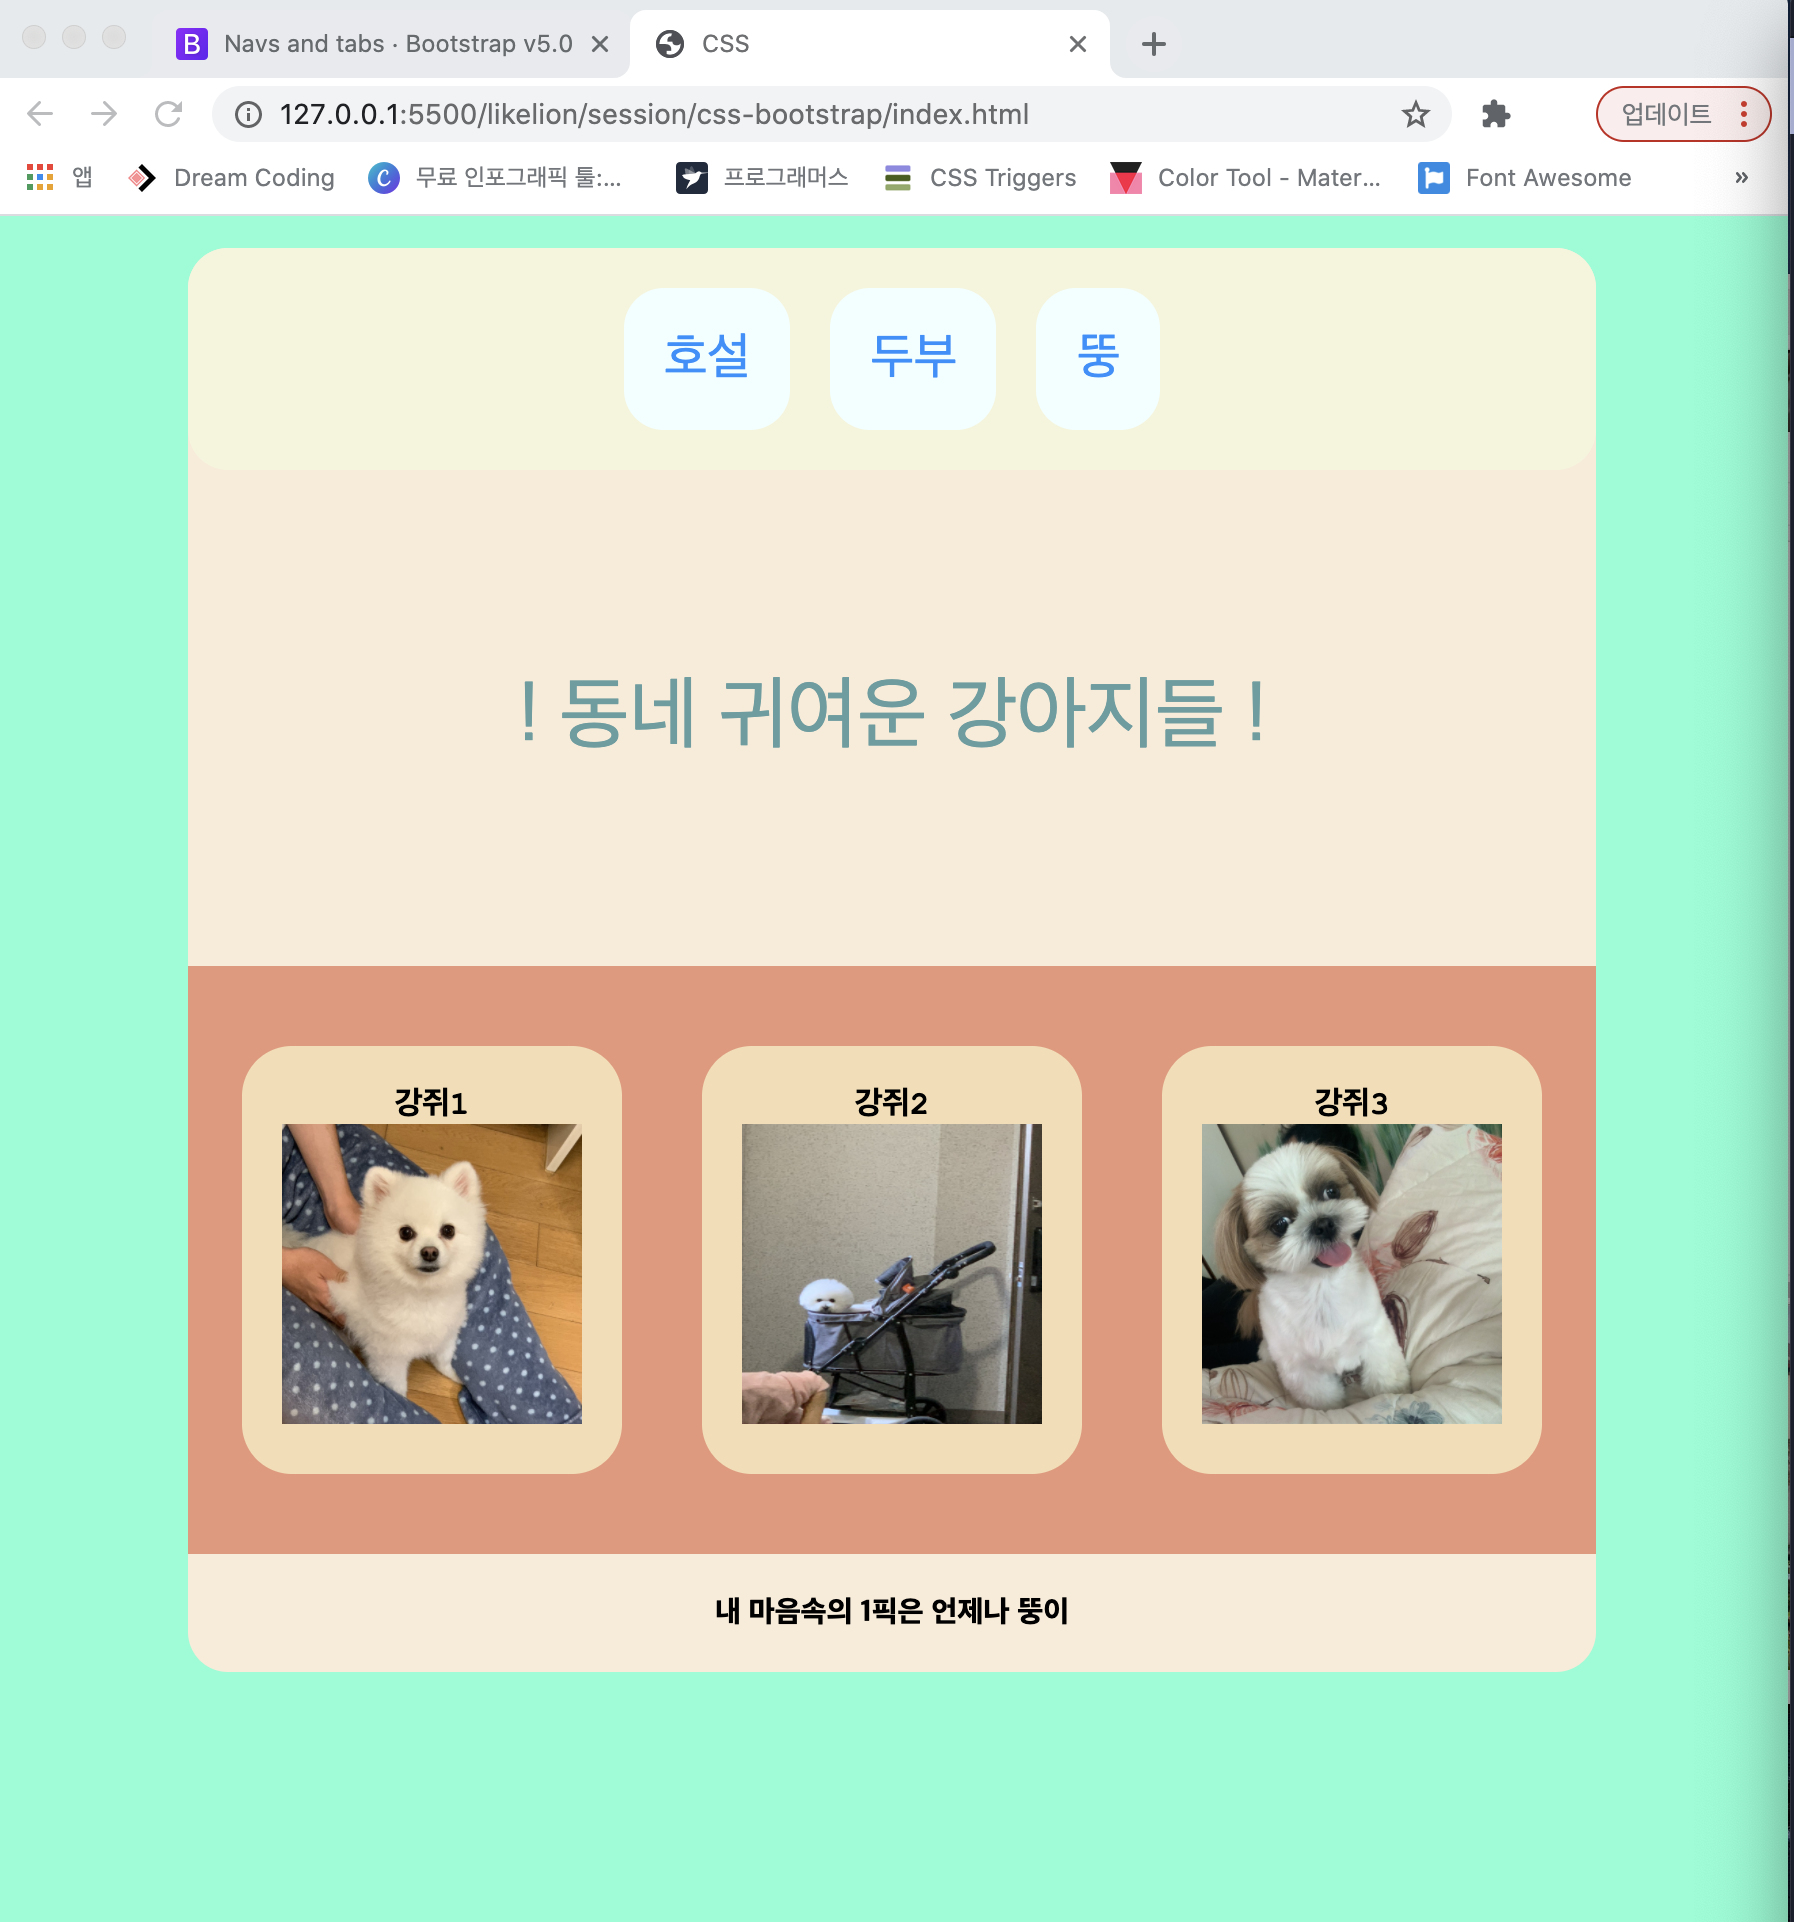 B Navs and tabs · Bootstrap v5.0
CSS
127.0.0.1:5500/likelion/session/css-bootstrap/index.html
업데이트
앱
Dream Coding
무료 인포그래픽 툴:...
프로그래머스
CSS Triggers
Color Tool - Mater...
Font Awesome
»
호설 두부 뚱
! 동네 귀여운 강아지들 !
강쥐1 강쥐2 강쥐3
내 마음속의 1픽은 언제나 뚱이